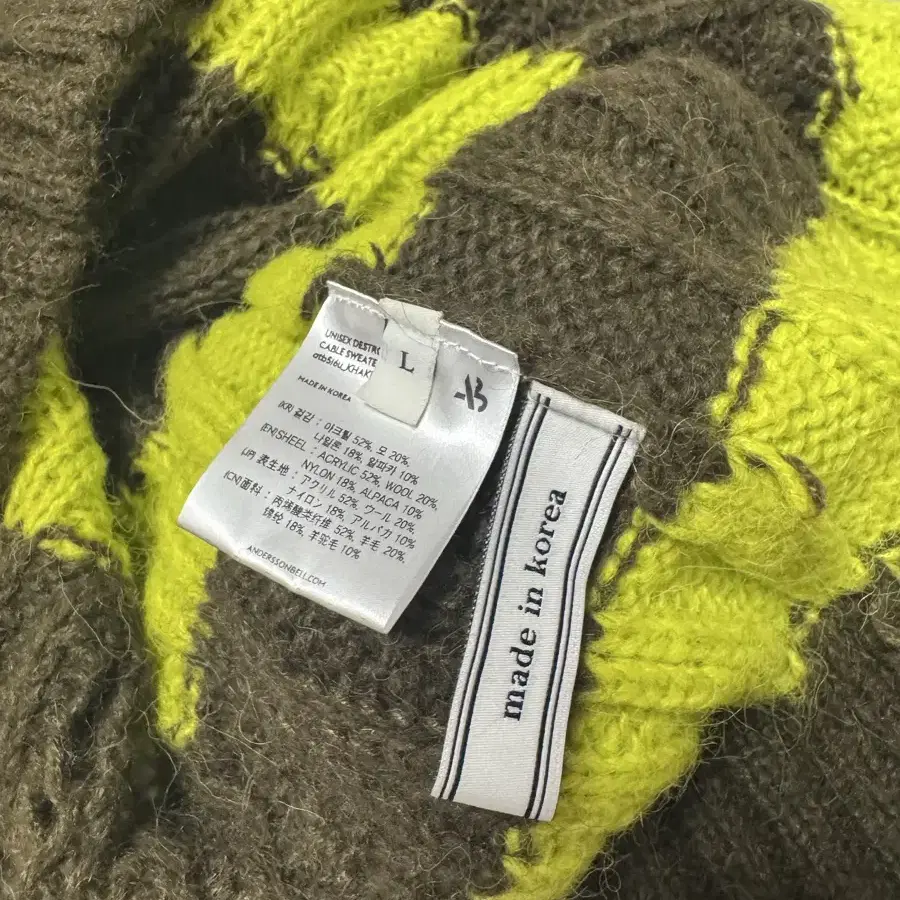 UNISEX DESTRO
CABLE SWEATE
otb516u_KHAKI
L
MADE IN KOREA
(KR) 겉감 : 아크릴 52%, 모 20%,
나일론 18%, 알파카 10%
(EN)SHEEL : ACRYLIC 52%, WOOL 20%,
NYLON 18%, ALPACA 10%
(JP) 表生地 : アクリル 52%, ウール 20%,
ナイロン 18%, アルパカ 10%
(CN)面料 : 丙烯酸类纤维 52%, 羊毛 20%,
锦纶 18%, 羊驼毛 10%
ANDERSSONBELL.COM
made in korea